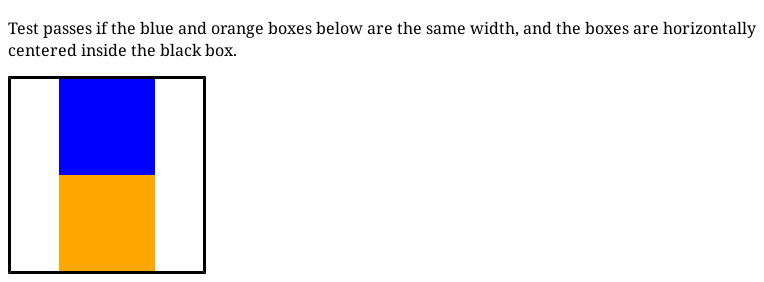 Test passes if the blue and orange boxes below are the same width, and the boxes are horizontally
centered inside the black box.